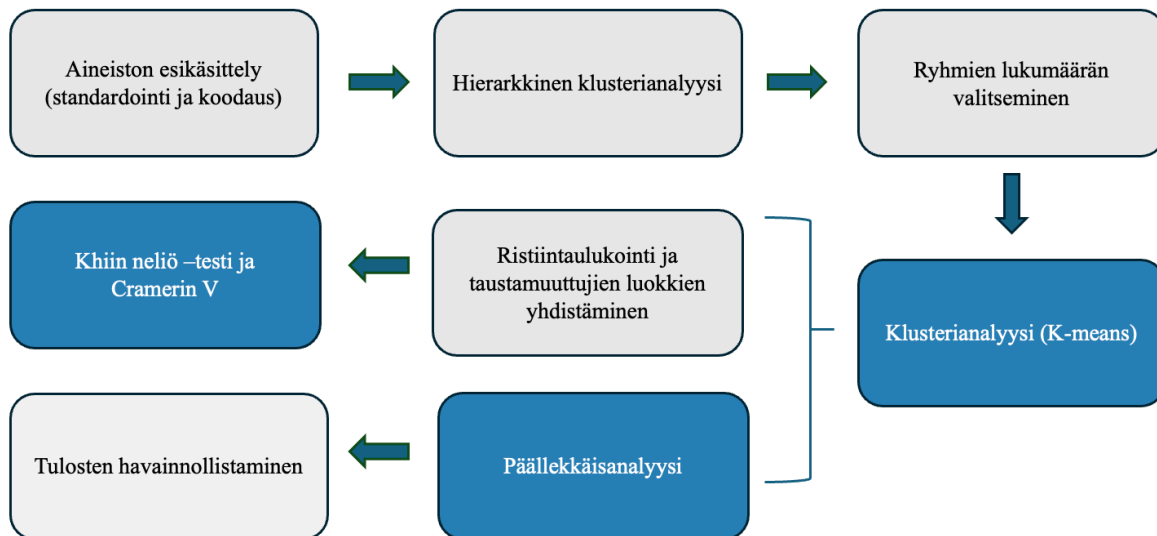 Aineiston esikäsittely
(standardointi ja koodaus)
Hierarkkinen klusterianalyysi
Ryhmien lukumäärän
valitseminen
Khiin neliö –testi ja
Cramerin V
Ristiintaulukointi ja
taustamuuttujien luokkien
yhdistäminen
Klusterianalyysi (K-means)
Tulosten havainnollistaminen
Päällekkäisanalyysi